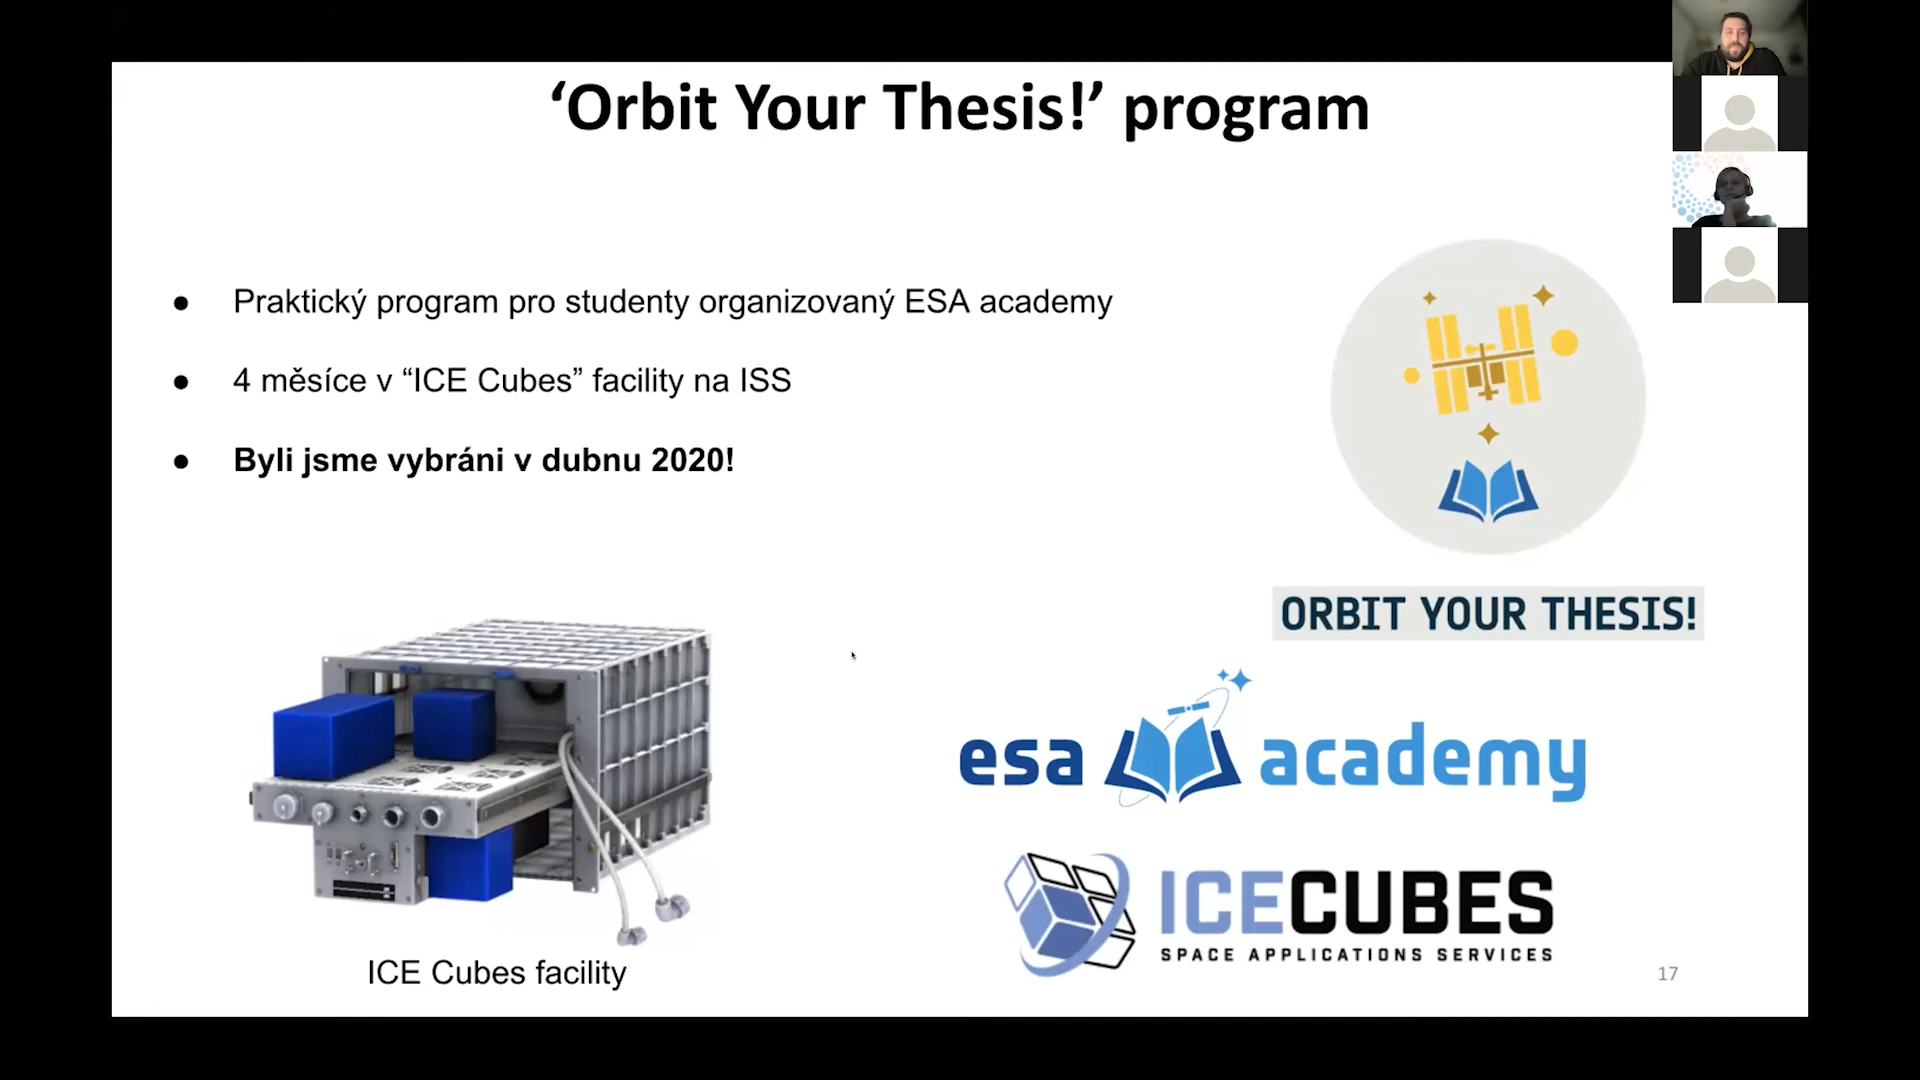 ‘Orbit Your Thesis!’ program
● Praktický program pro studenty organizovaný ESA academy
● 4 měsíce v “ICE Cubes” facility na ISS
● Byli jsme vybráni v dubnu 2020!
ORBIT YOUR THESIS!
esa academy
ICECUBES
SPACE APPLICATIONS SERVICES
ICE Cubes facility
17